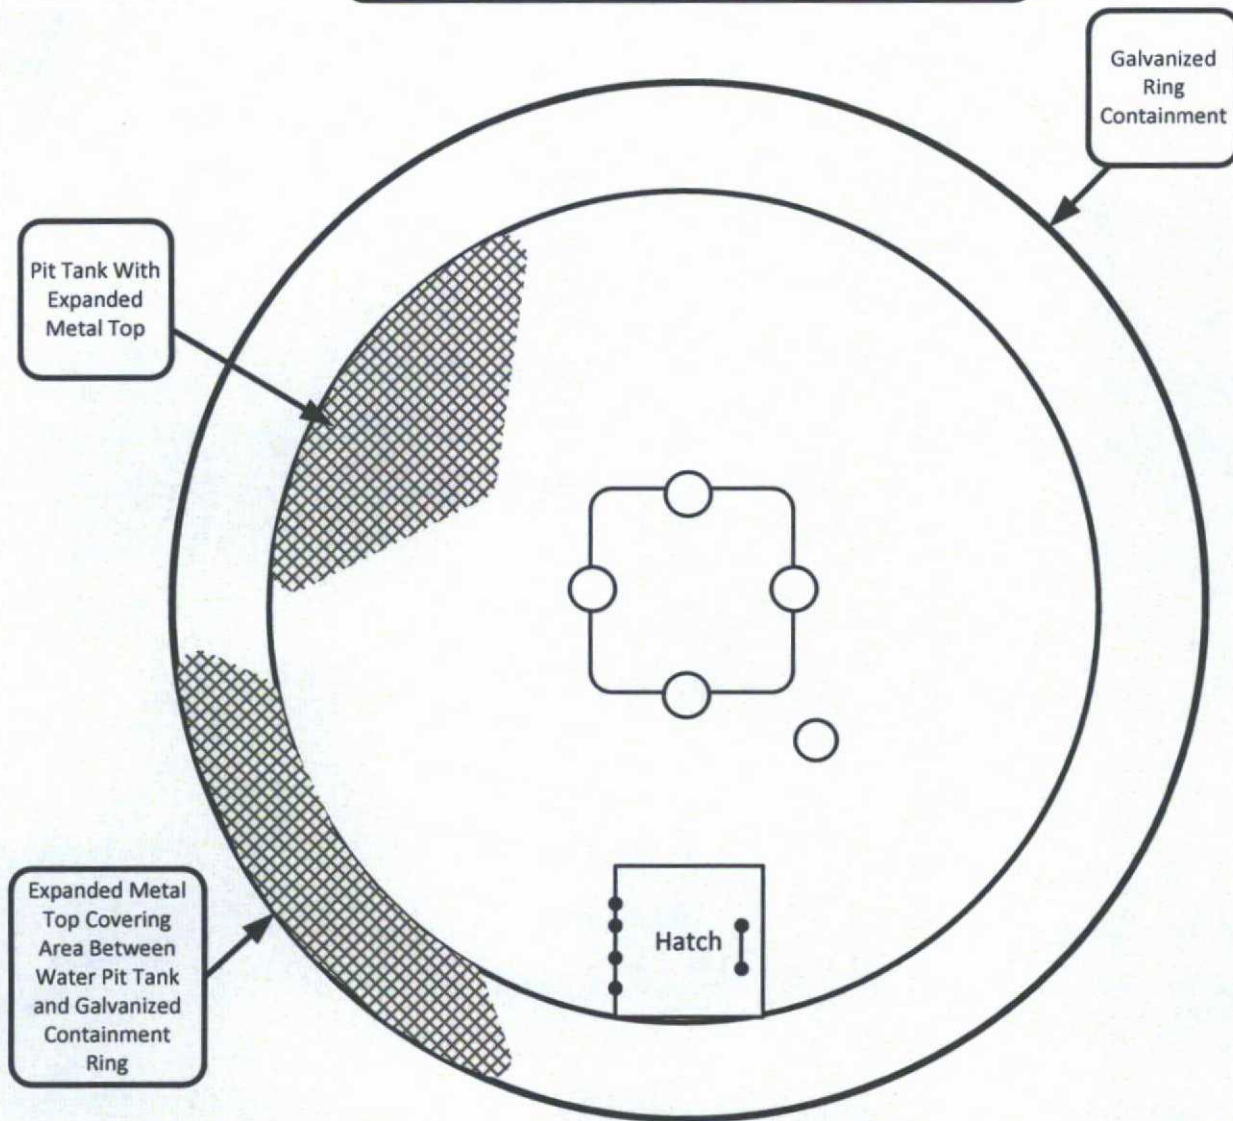 Galvanized
Ring
Containment
Pit Tank With
Expanded
Metal Top
Expanded Metal
Top Covering
Area Between
Water Pit Tank
and Galvanized
Containment
Ring
Hatch